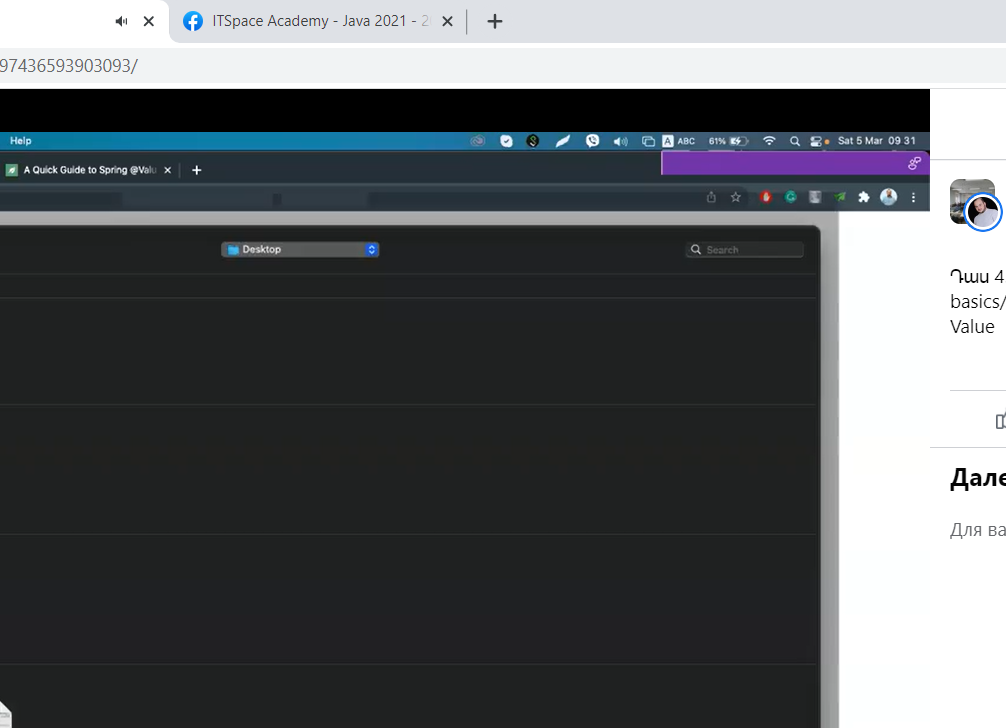 ITSpace Academy - Java 2021 - 2
97436593903093/
Help
ABC 61% Sat 5 Mar 09 31
A Quick Guide to Spring @Valu
Desktop
Search
Դաս 4
basics/
Value
Дале
Для ва